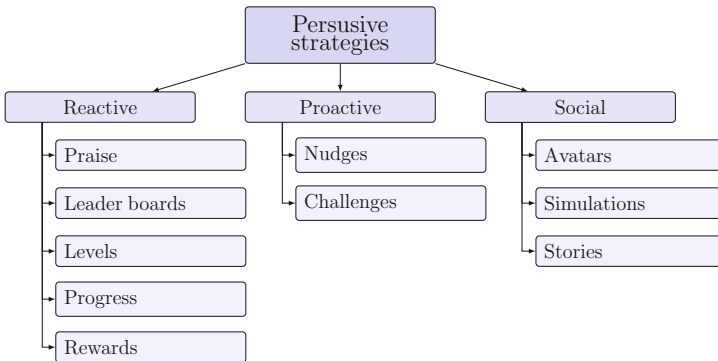 Persusive
strategies
Reactive
Proactive
Social
Praise
Leader boards
Levels
Progress
Rewards
Nudges
Challenges
Avatars
Simulations
Stories